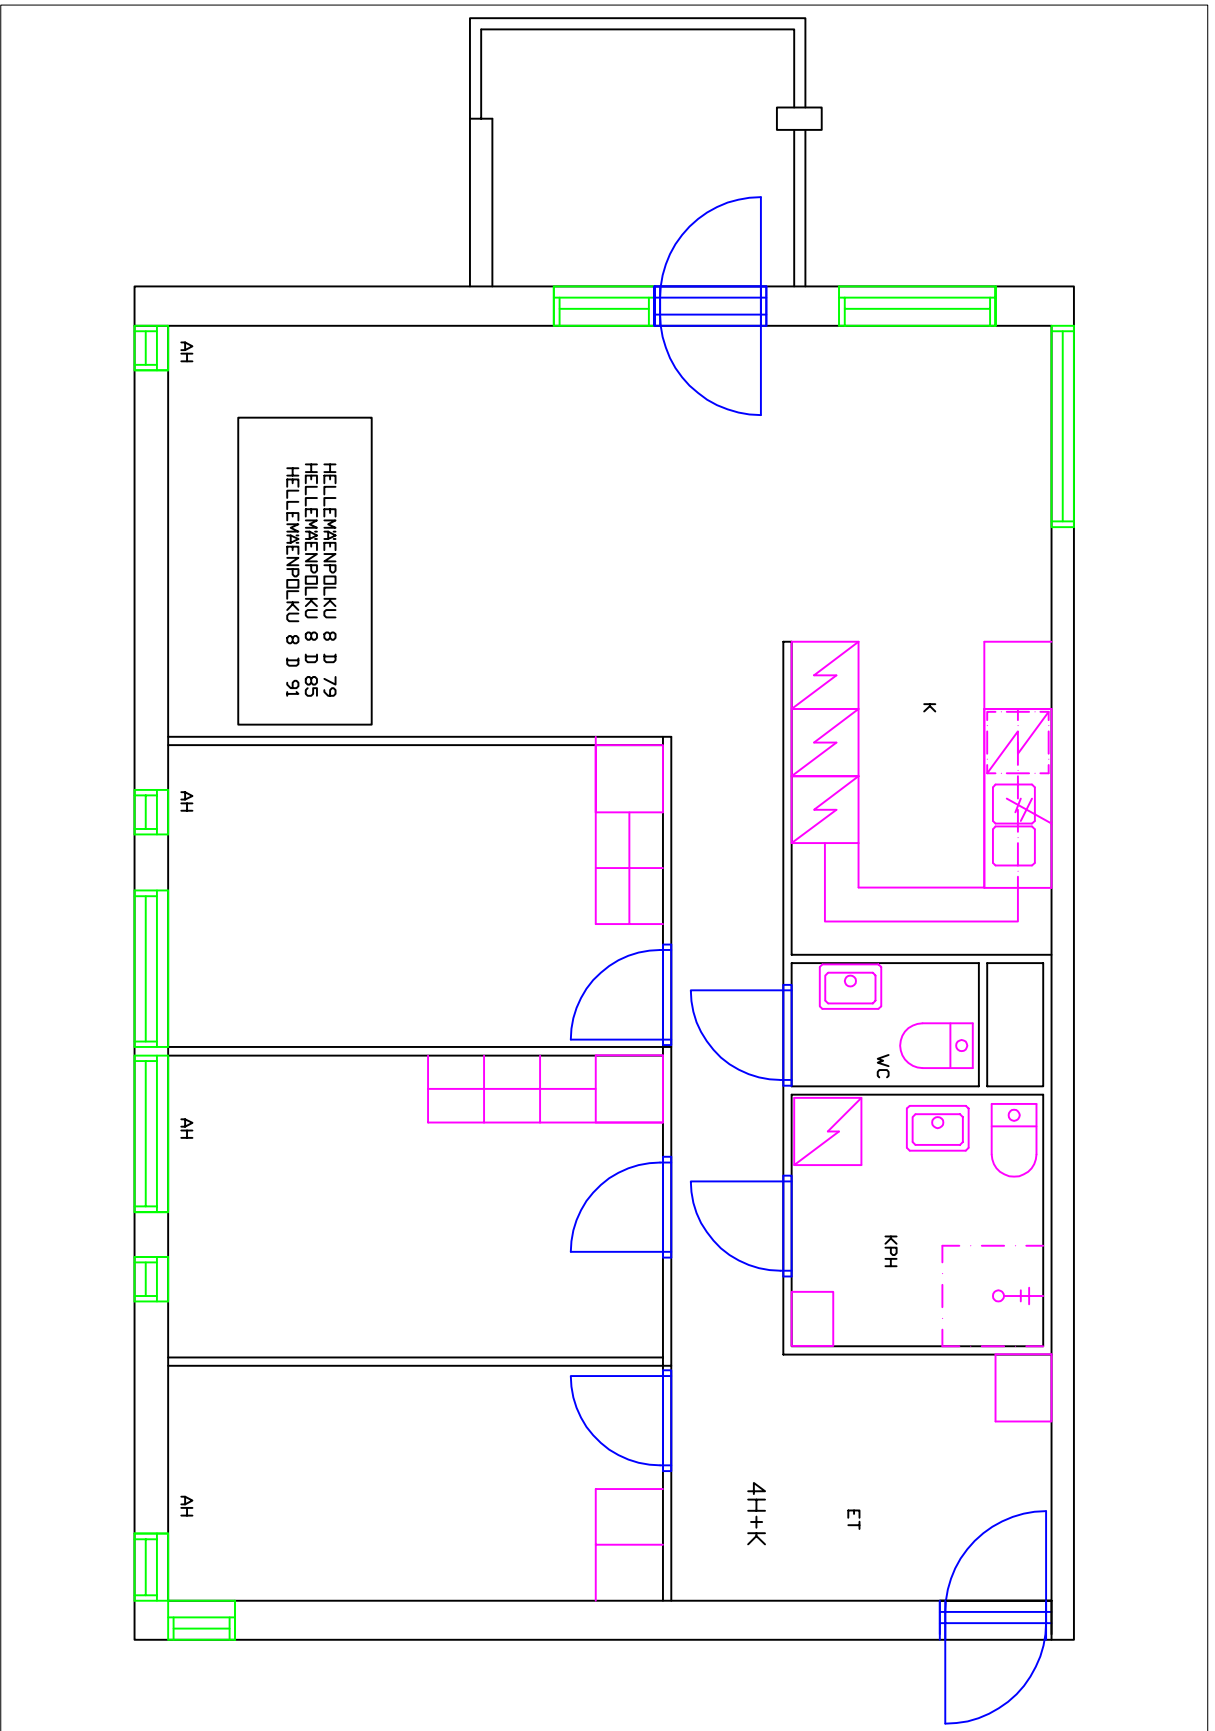 AH
HELLEMÄENPOLKU 8 D 79
HELLEMÄENPOLKU 8 D 85
HELLEMÄENPOLKU 8 D 91
K
AH
WC
AH
KPH
4H+K
ET
AH